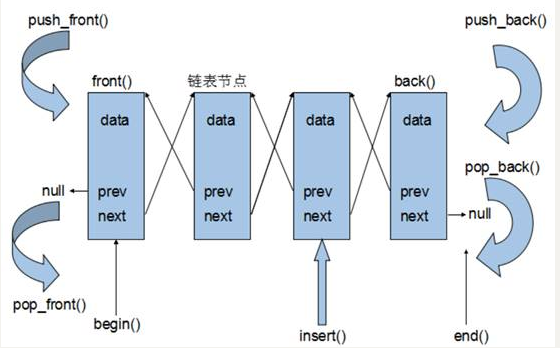 push_front()
push_back()
front()
链表节点
back()
data
data
data
data
pop_back()
null
prev
prev
prev
prev
next
next
next
next
null
pop_front()
begin()
insert()
end()